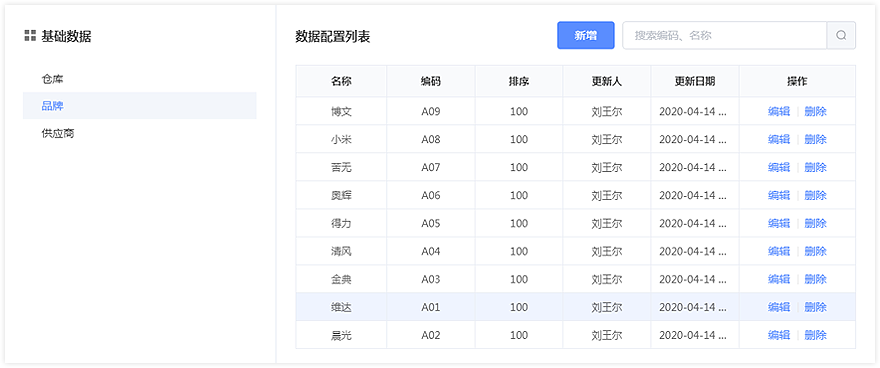 基础数据
仓库
品牌
供应商
数据配置列表
新增
搜索编码、名称
名称 编码 排序 更新人 更新日期 操作
博文 A09 100 刘王尔 2020-04-14 ... 编辑 删除
小米 A08 100 刘王尔 2020-04-14 ... 编辑 删除
苦无 A07 100 刘王尔 2020-04-14 ... 编辑 删除
奥辉 A06 100 刘王尔 2020-04-14 ... 编辑 删除
得力 A05 100 刘王尔 2020-04-14 ... 编辑 删除
清风 A04 100 刘王尔 2020-04-14 ... 编辑 删除
金典 A03 100 刘王尔 2020-04-14 ... 编辑 删除
维达 A01 100 刘王尔 2020-04-14 ... 编辑 删除
晨光 A02 100 刘王尔 2020-04-14 ... 编辑 删除